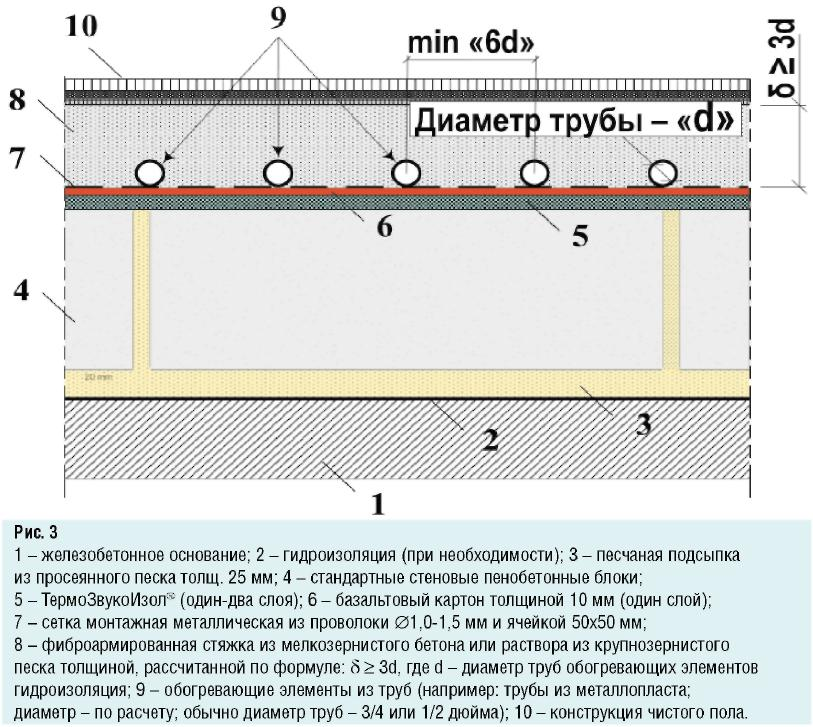 10
9
min «6d»
δ ≥ 3d
8
Диаметр трубы – «d»
7
6
5
4
20 mm
3
2
1
Рис. 3
1 – железобетонное основание; 2 – гидроизоляция (при необходимости); 3 – песчаная подсыпка
из просеянного песка толщ. 25 мм; 4 – стандартные стеновые пенобетонные блоки;
5 – ТермоЗвукоИзол® (один-два слоя); 6 – базальтовый картон толщиной 10 мм (один слой);
7 – сетка монтажная металлическая из проволоки ∅1,0-1,5 мм и ячейкой 50х50 мм;
8 – фиброармированная стяжка из мелкозернистого бетона или раствора из крупнозернистого
песка толщиной, рассчитанной по формуле: δ ≥ 3d, где d – диаметр труб обогревающих элементов
гидроизоляция; 9 – обогревающие элементы из труб (например: трубы из металлопласта;
диаметр – по расчету; обычно диаметр труб – 3/4 или 1/2 дюйма); 10 – конструкция чистого пола.